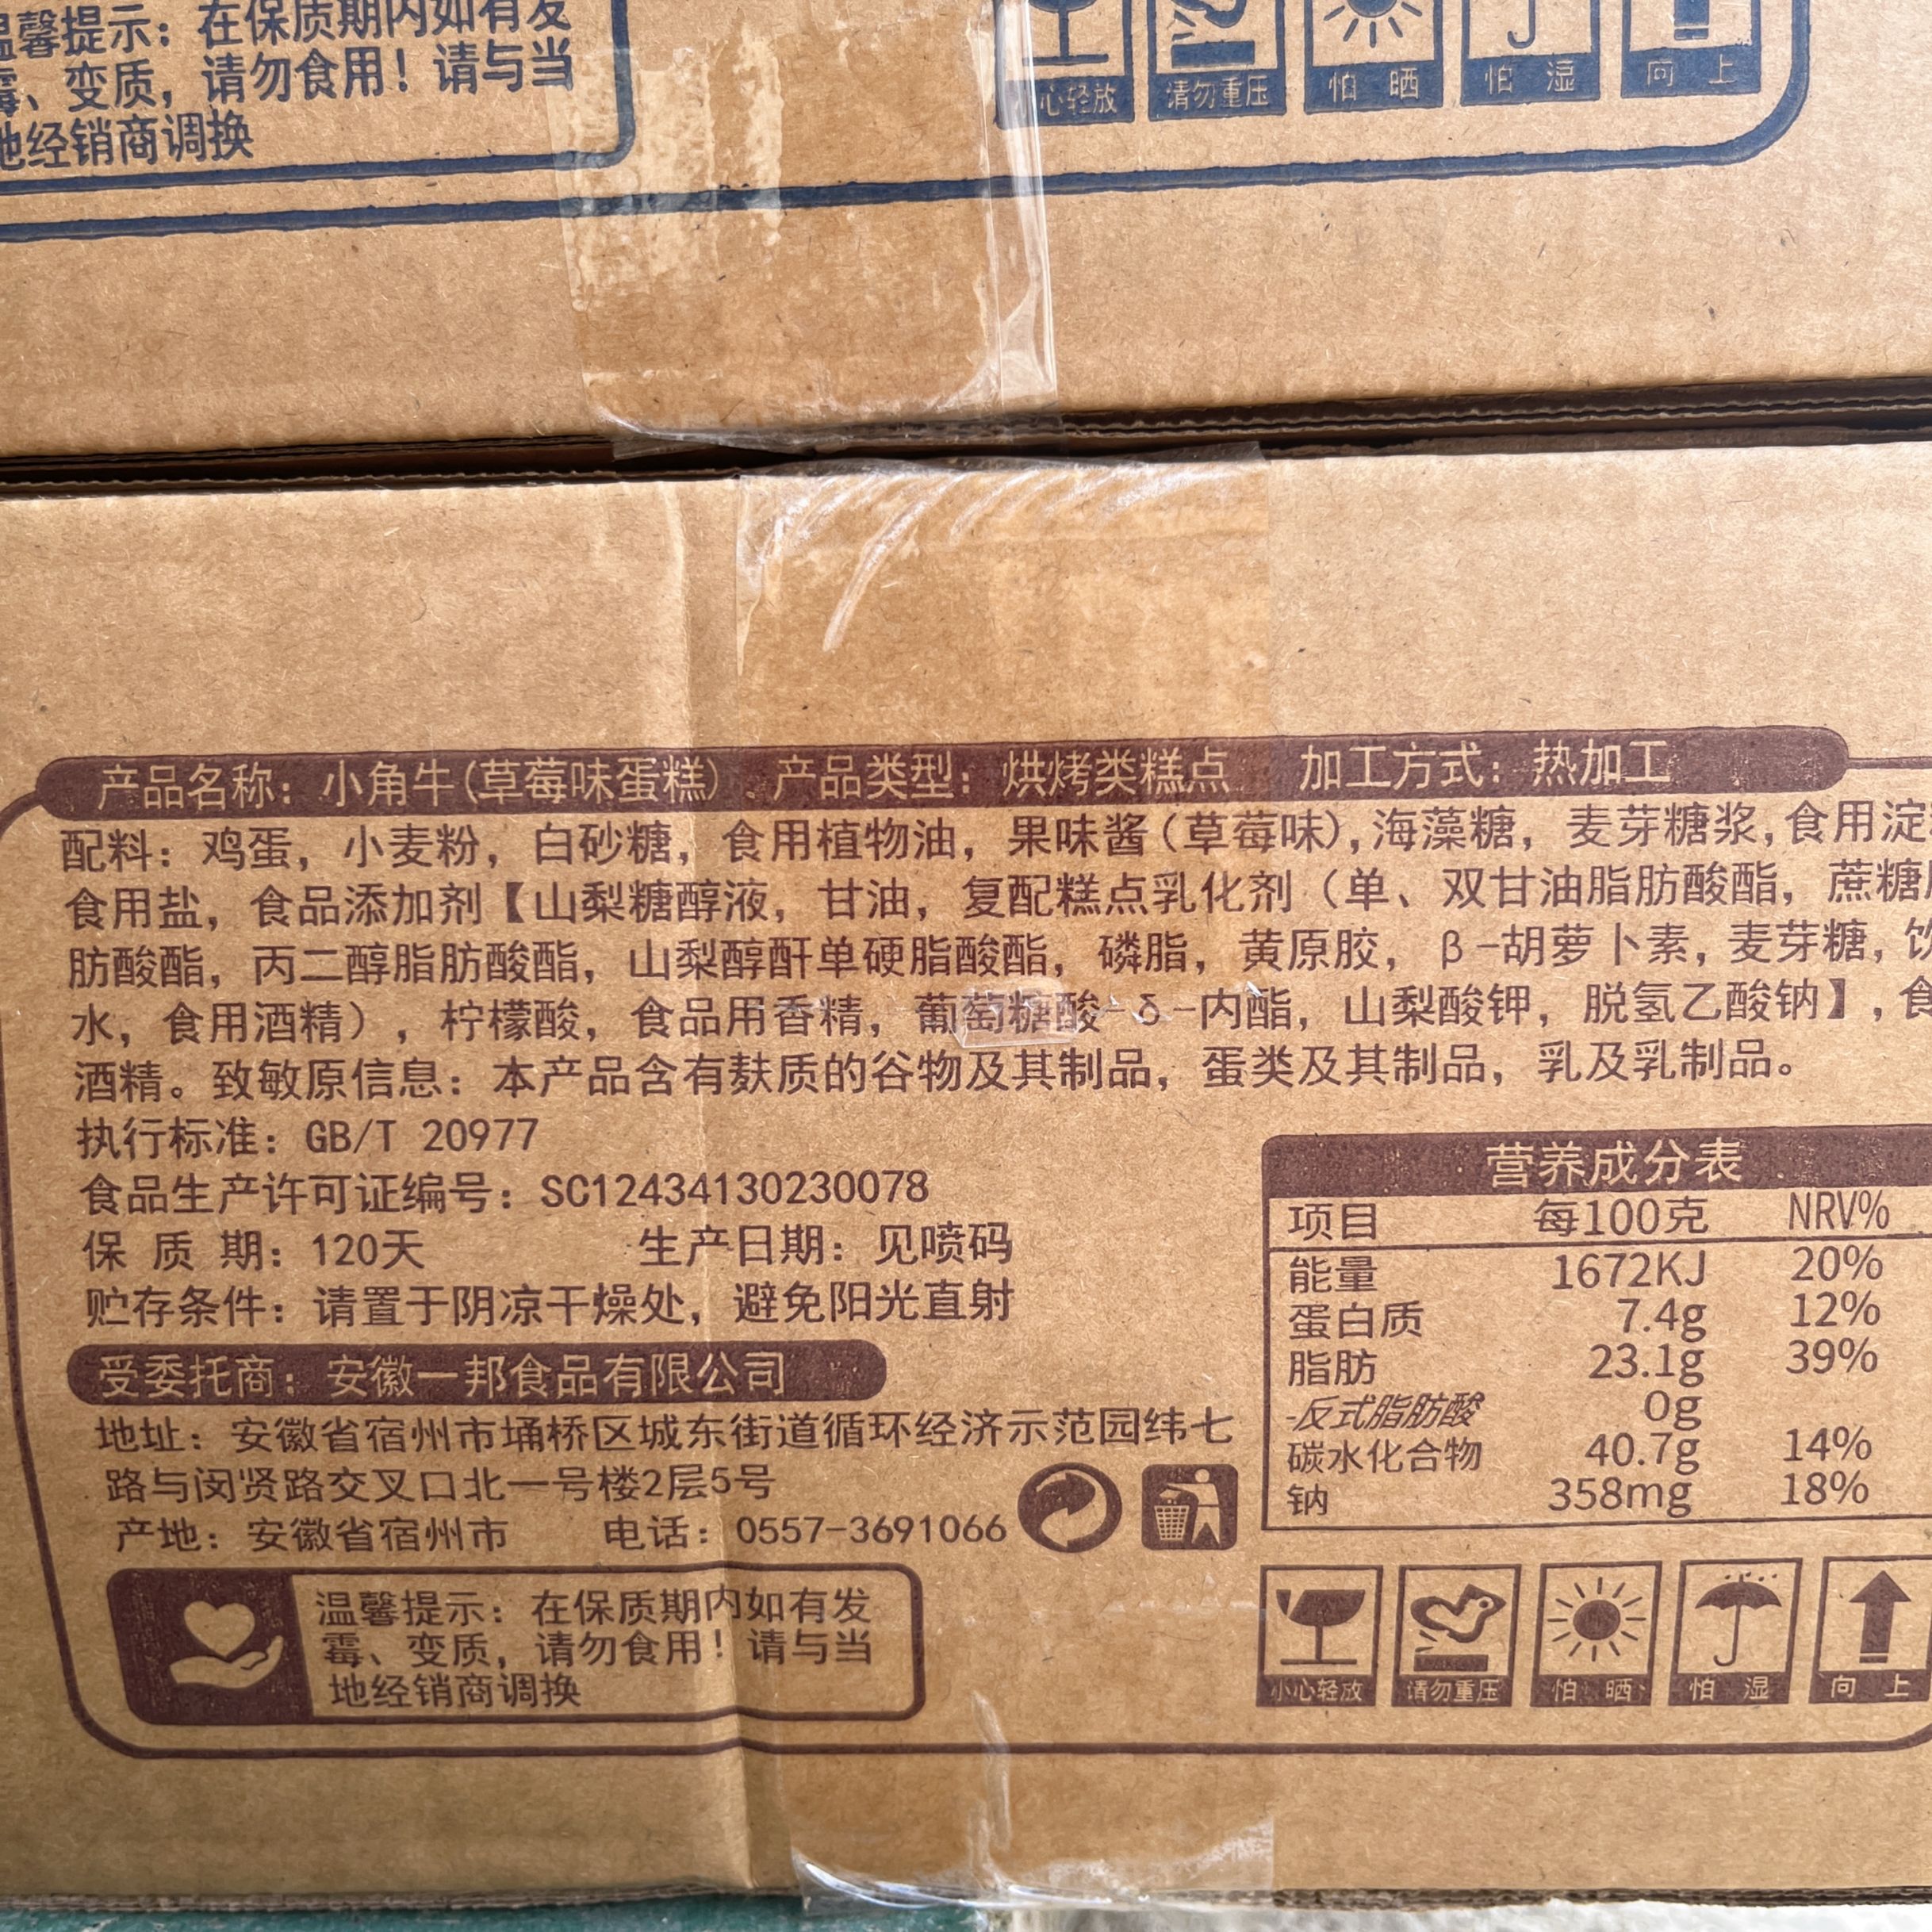 温馨提示：在保质期内如有发
霉、变质，请勿食用！请与当
地经销商调换
小心轻放 请勿重压 怕 晒 怕 湿 向 上
产品名称：小角牛(草莓味蛋糕) 产品类型：烘烤类糕点 加工方式：热加工
配料：鸡蛋，小麦粉，白砂糖，食用植物油，果味酱(草莓味),海藻糖，麦芽糖浆,食用淀
食用盐，食品添加剂【山梨糖醇液，甘油，复配糕点乳化剂（单、双甘油脂肪酸酯，蔗糖
肪酸酯，丙二醇脂肪酸酯，山梨醇酐单硬脂酸酯，磷脂，黄原胶，β-胡萝卜素,麦芽糖,饮
水，食用酒精），柠檬酸，食品用香精，葡萄糖酸-δ-内酯，山梨酸钾，脱氢乙酸钠】,食
酒精。致敏原信息：本产品含有麸质的谷物及其制品，蛋类及其制品，乳及乳制品。
执行标准：GB/T 20977
食品生产许可证编号：SC12434130230078
保 质 期：120天 生产日期：见喷码
贮存条件：请置于阴凉干燥处，避免阳光直射
受委托商：安徽一邦食品有限公司
地址：安徽省宿州市埇桥区城东街道循环经济示范园纬七
路与闵贤路交叉口北一号楼2层5号
产地：安徽省宿州市 电话：0557-3691066
温馨提示：在保质期内如有发
霉、变质，请勿食用！请与当
地经销商调换
营养成分表
项目 每100克 NRV%
能量 1672KJ 20%
蛋白质 7.4g 12%
脂肪 23.1g 39%
-反式脂肪酸 0g
碳水化合物 40.7g 14%
钠 358mg 18%
小心轻放 请勿重压 怕 晒 怕 湿 向 上